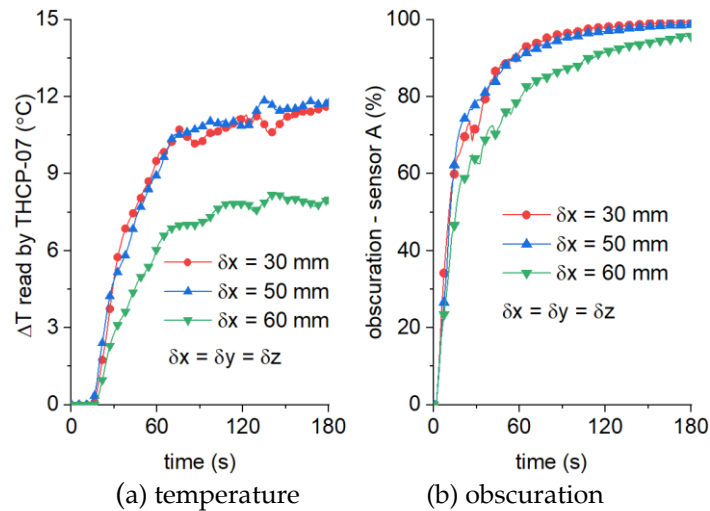 15
12
9
6
3
0
ΔT read by THCP-07 (°C)
δx = 30 mm
δx = 50 mm
δx = 60 mm
δx = δy = δz
0 60 120 180
time (s)
(a) temperature
100
80
60
40
20
0
obscuration - sensor A (%)
δx = 30 mm
δx = 50 mm
δx = 60 mm
δx = δy = δz
0 60 120 180
time (s)
(b) obscuration